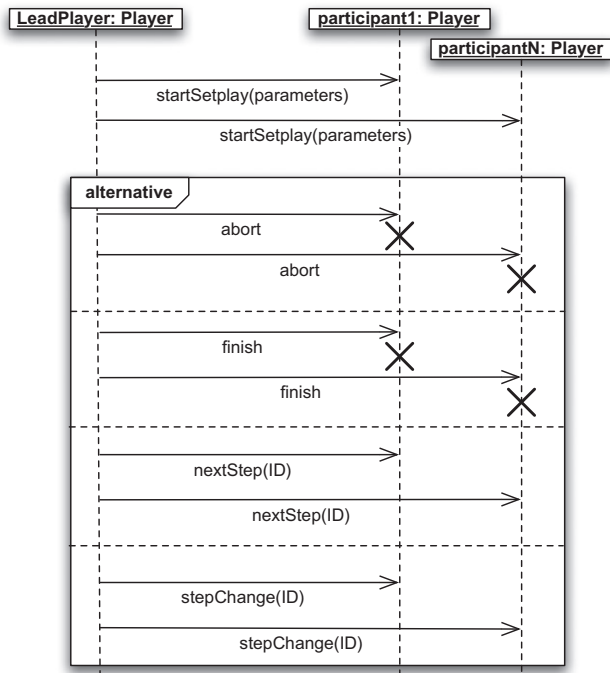 LeadPlayer: Player
participant1: Player
participantN: Player
startSetplay(parameters)
startSetplay(parameters)
alternative
abort
abort
finish
finish
nextStep(ID)
nextStep(ID)
stepChange(ID)
stepChange(ID)